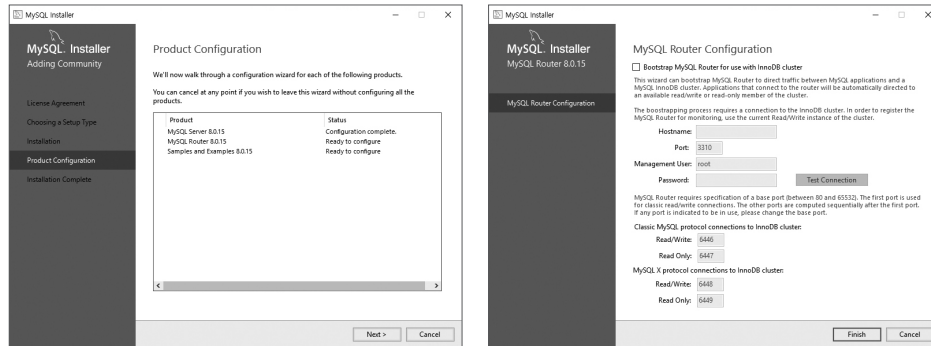 MySQL Installer
MySQL. Installer
Adding Community
License Agreement
Choosing a Setup Type
Installation
Product Configuration
Installation Complete
Product Configuration
We'll now walk through a configuration wizard for each of the following products.
You can cancel at any point if you wish to leave this wizard without configuring all the
products.
Product Status
MySQL Server 8.0.15 Configuration complete.
MySQL Router 8.0.15 Ready to configure
Samples and Examples 8.0.15 Ready to configure
Next > Cancel
MySQL Installer
MySQL. Installer
MySQL Router 8.0.15
MySQL Router Configuration
MySQL Router Configuration
Bootstrap MySQL Router for use with InnoDB cluster
This wizard can bootstrap MySQL Router to direct traffic between MySQL applications and a
MySQL InnoDB cluster. Applications that connect to the router will be automatically directed to
an available read/write or read-only member of the cluster.
The boostrapping process requires a connection to the InnoDB cluster. In order to register the
MySQL Router for monitoring, use the current Read/Write instance of the cluster.
Hostname:
Port: 3310
Management User: root
Password: Test Connection
MySQL Router requires specification of a base port (between 80 and 65532). The first port is used
for classic read/write connections. The other ports are computed sequentially after the first port.
If any port is indicated to be in use, please change the base port.
Classic MySQL protocol connections to InnoDB cluster:
Read/Write: 6446
Read Only: 6447
MySQL X protocol connections to InnoDB cluster:
Read/Write: 6448
Read Only: 6449
Finish Cancel